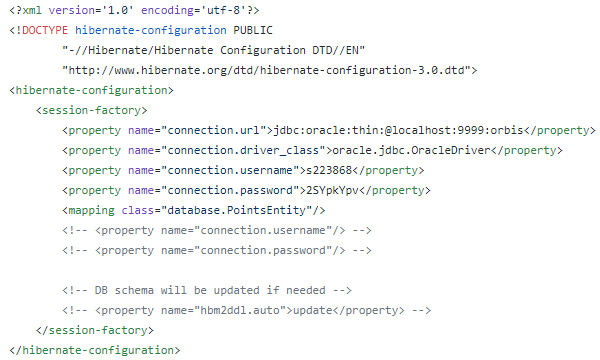 <?xml version='1.0' encoding='utf-8'?>
<!DOCTYPE hibernate-configuration PUBLIC
"-//Hibernate/Hibernate Configuration DTD//EN"
"http://www.hibernate.org/dtd/hibernate-configuration-3.0.dtd">
<hibernate-configuration>
<session-factory>
<property name="connection.url">jdbc:oracle:thin:@localhost:9999:orbis</property>
<property name="connection.driver_class">oracle.jdbc.OracleDriver</property>
<property name="connection.username">s223868</property>
<property name="connection.password">2SYpkYpv</property>
<mapping class="database.PointsEntity"/>
<!-- <property name="connection.username"/> -->
<!-- <property name="connection.password"/> -->
<!-- DB schema will be updated if needed -->
<!-- <property name="hbm2ddl.auto">update</property> -->
</session-factory>
</hibernate-configuration>